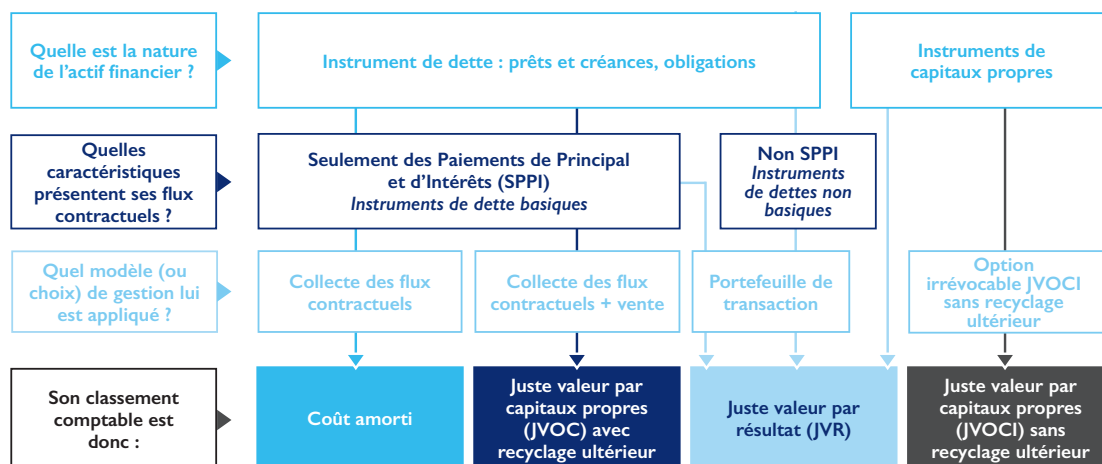 Quelle est la nature
de l'actif financier ?
Instrument de dette : prêts et créances, obligations
Instruments de
capitaux propres
Quelles
caractéristiques
présentent ses flux
contractuels ?
Seulement des Paiements de Principal
et d'Intérêts (SPPI)
Instruments de dette basiques
Non SPPI
Instruments
de dettes non
basiques
Quel modèle (ou
choix) de gestion lui
est appliqué ?
Collecte des flux
contractuels
Collecte des flux
contractuels + vente
Portefeuille de
transaction
Option
irrévocable JVOCI
sans recyclage
ultérieur
Son classement
comptable est
donc :
Coût amorti
Juste valeur par
capitaux propres
(JVOC) avec
recyclage ultérieur
Juste valeur par
résultat (JVR)
Juste valeur par
capitaux propres
(JVOCI) sans
recyclage ultérieur